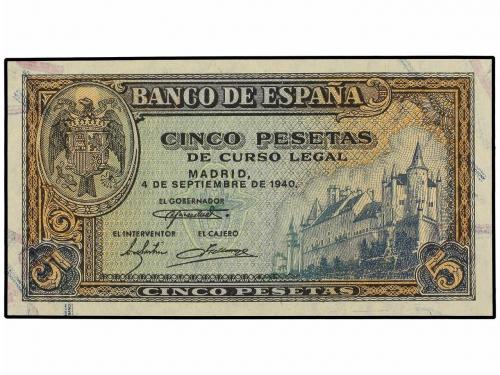 BANCO DE ESPAÑA
CINCO PESETAS
DE CURSO LEGAL
MADRID,
4 DE SEPTIEMBRE DE 1940.
EL GOBERNADOR
EL INTERVENTOR EL CAJERO
5 5
CINCO PESETAS